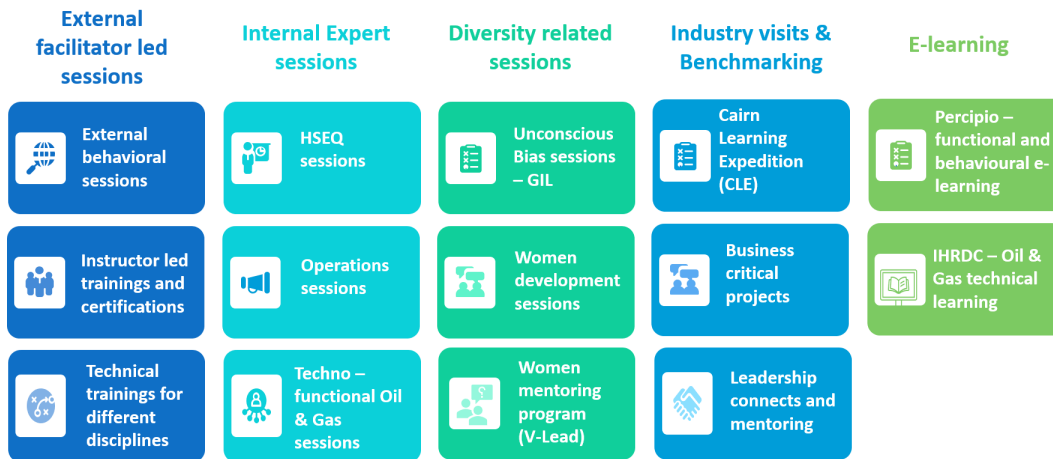 External
facilitator led
sessions
External
behavioral
sessions
Instructor led
trainings and
certifications
Technical
trainings for
different
disciplines
Internal Expert
sessions
HSEQ
sessions
Operations
sessions
Techno –
functional Oil
& Gas
sessions
Diversity related
sessions
Unconscious
Bias sessions
– GIL
Women
development
sessions
Women
mentoring
program
(V-Lead)
Industry visits &
Benchmarking
Cairn
Learning
Expedition
(CLE)
Business
critical
projects
Leadership
connects and
mentoring
E-learning
Percipio –
functional and
behavioural e-
learning
IHRDC – Oil &
Gas technical
learning